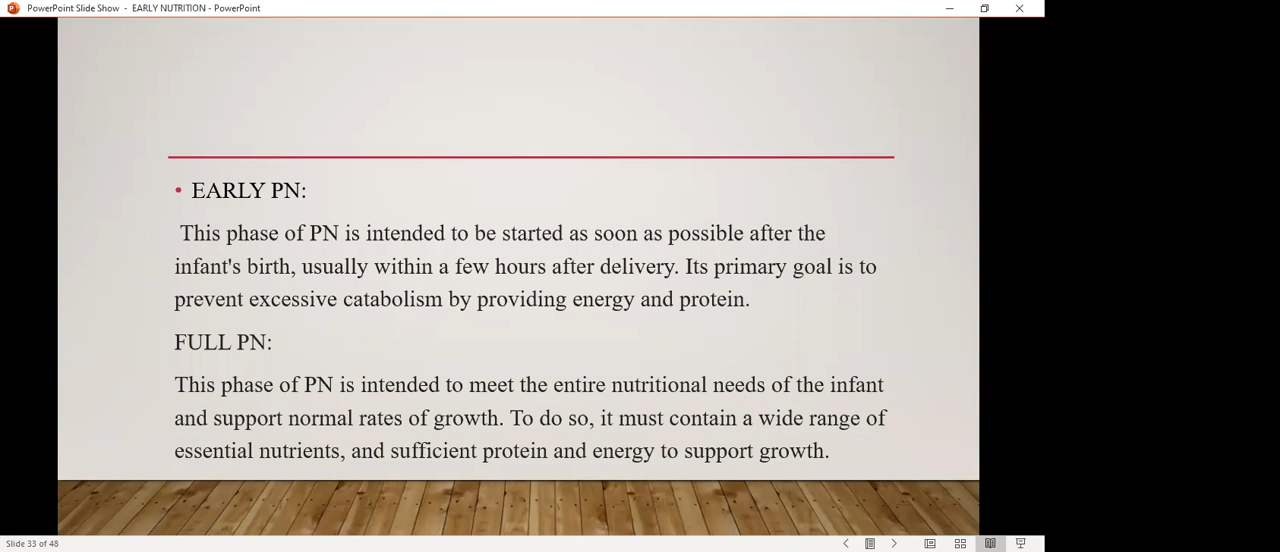 PowerPoint Slide Show - EARLY NUTRITION - PowerPoint
• EARLY PN:
This phase of PN is intended to be started as soon as possible after the
infant's birth, usually within a few hours after delivery. Its primary goal is to
prevent excessive catabolism by providing energy and protein.
FULL PN:
This phase of PN is intended to meet the entire nutritional needs of the infant
and support normal rates of growth. To do so, it must contain a wide range of
essential nutrients, and sufficient protein and energy to support growth.
Slide 33 of 48